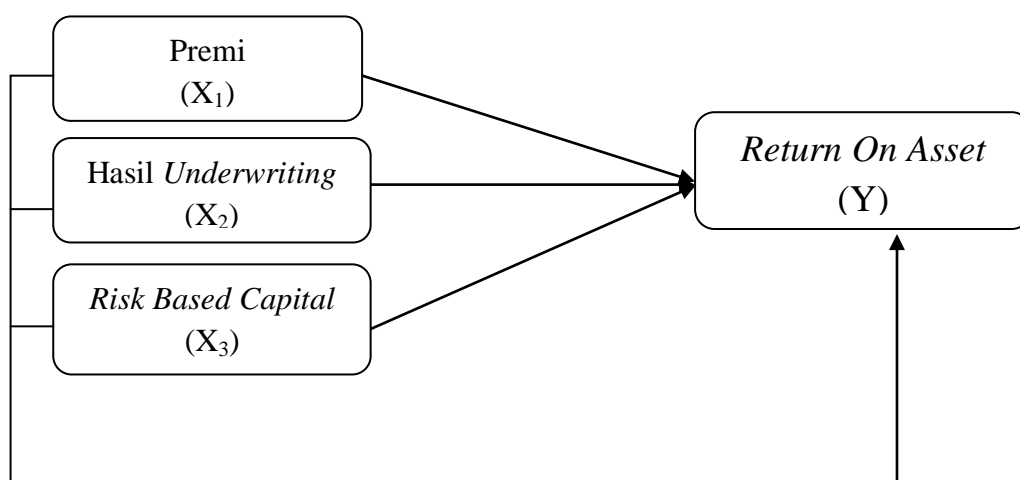 Premi
(X₁)
Hasil Underwriting
(X₂)
Risk Based Capital
(X₃)
Return On Asset
(Y)